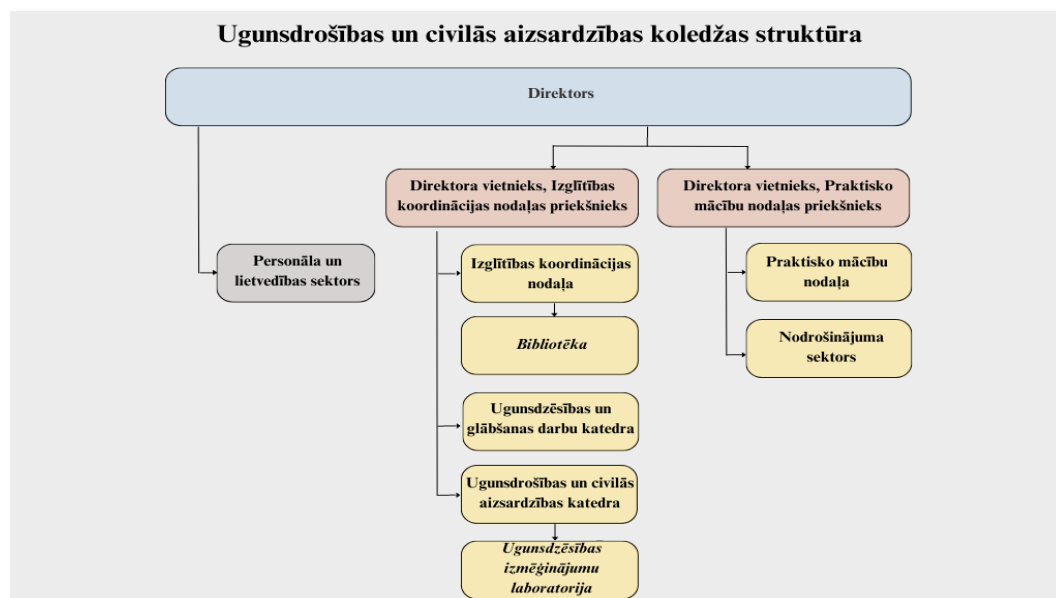 Ugunsdrošības un civilās aizsardzības koledžas struktūra
Direktors
Direktora vietnieks, Izglītības
koordinācijas nodaļas priekšnieks
Direktora vietnieks, Praktisko
mācību nodaļas priekšnieks
Personāla un
lietvedības sektors
Izglītības koordinācijas
nodaļa
Bibliotēka
Ugunsdzēsības un
glābšanas darbu katedra
Ugunsdrošības un civilās
aizsardzības katedra
Ugunsdzēsības
izmēģinājumu
laboratorija
Praktisko mācību
nodaļa
Nodrošinājuma
sektors